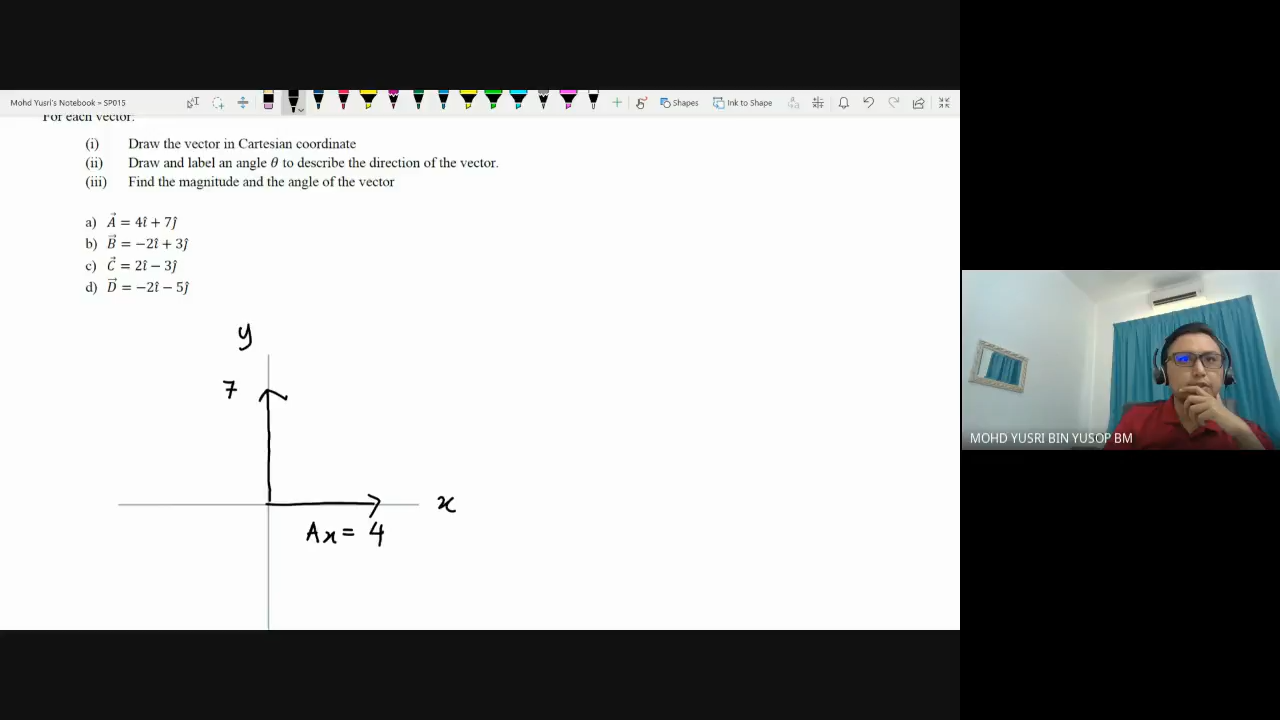 Mohd Yusri's Notebook » SP015
Shapes
Ink to Shape
For each vector:
(i) Draw the vector in Cartesian coordinate
(ii) Draw and label an angle θ to describe the direction of the vector.
(iii) Find the magnitude and the angle of the vector
a) A⃗ = 4î + 7ĵ
b) B⃗ = −2î + 3ĵ
c) C⃗ = 2î − 3ĵ
d) D⃗ = −2î − 5ĵ
y
7
x
Ax = 4
MOHD YUSRI BIN YUSOP BM